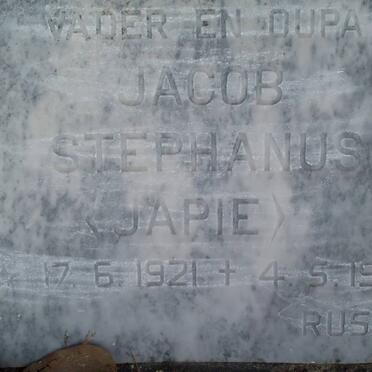 VADER EN OUPA
JACOB
STEPHANUS
<JAPIE>
* 17.6.1921 + 4.5.19
RUS